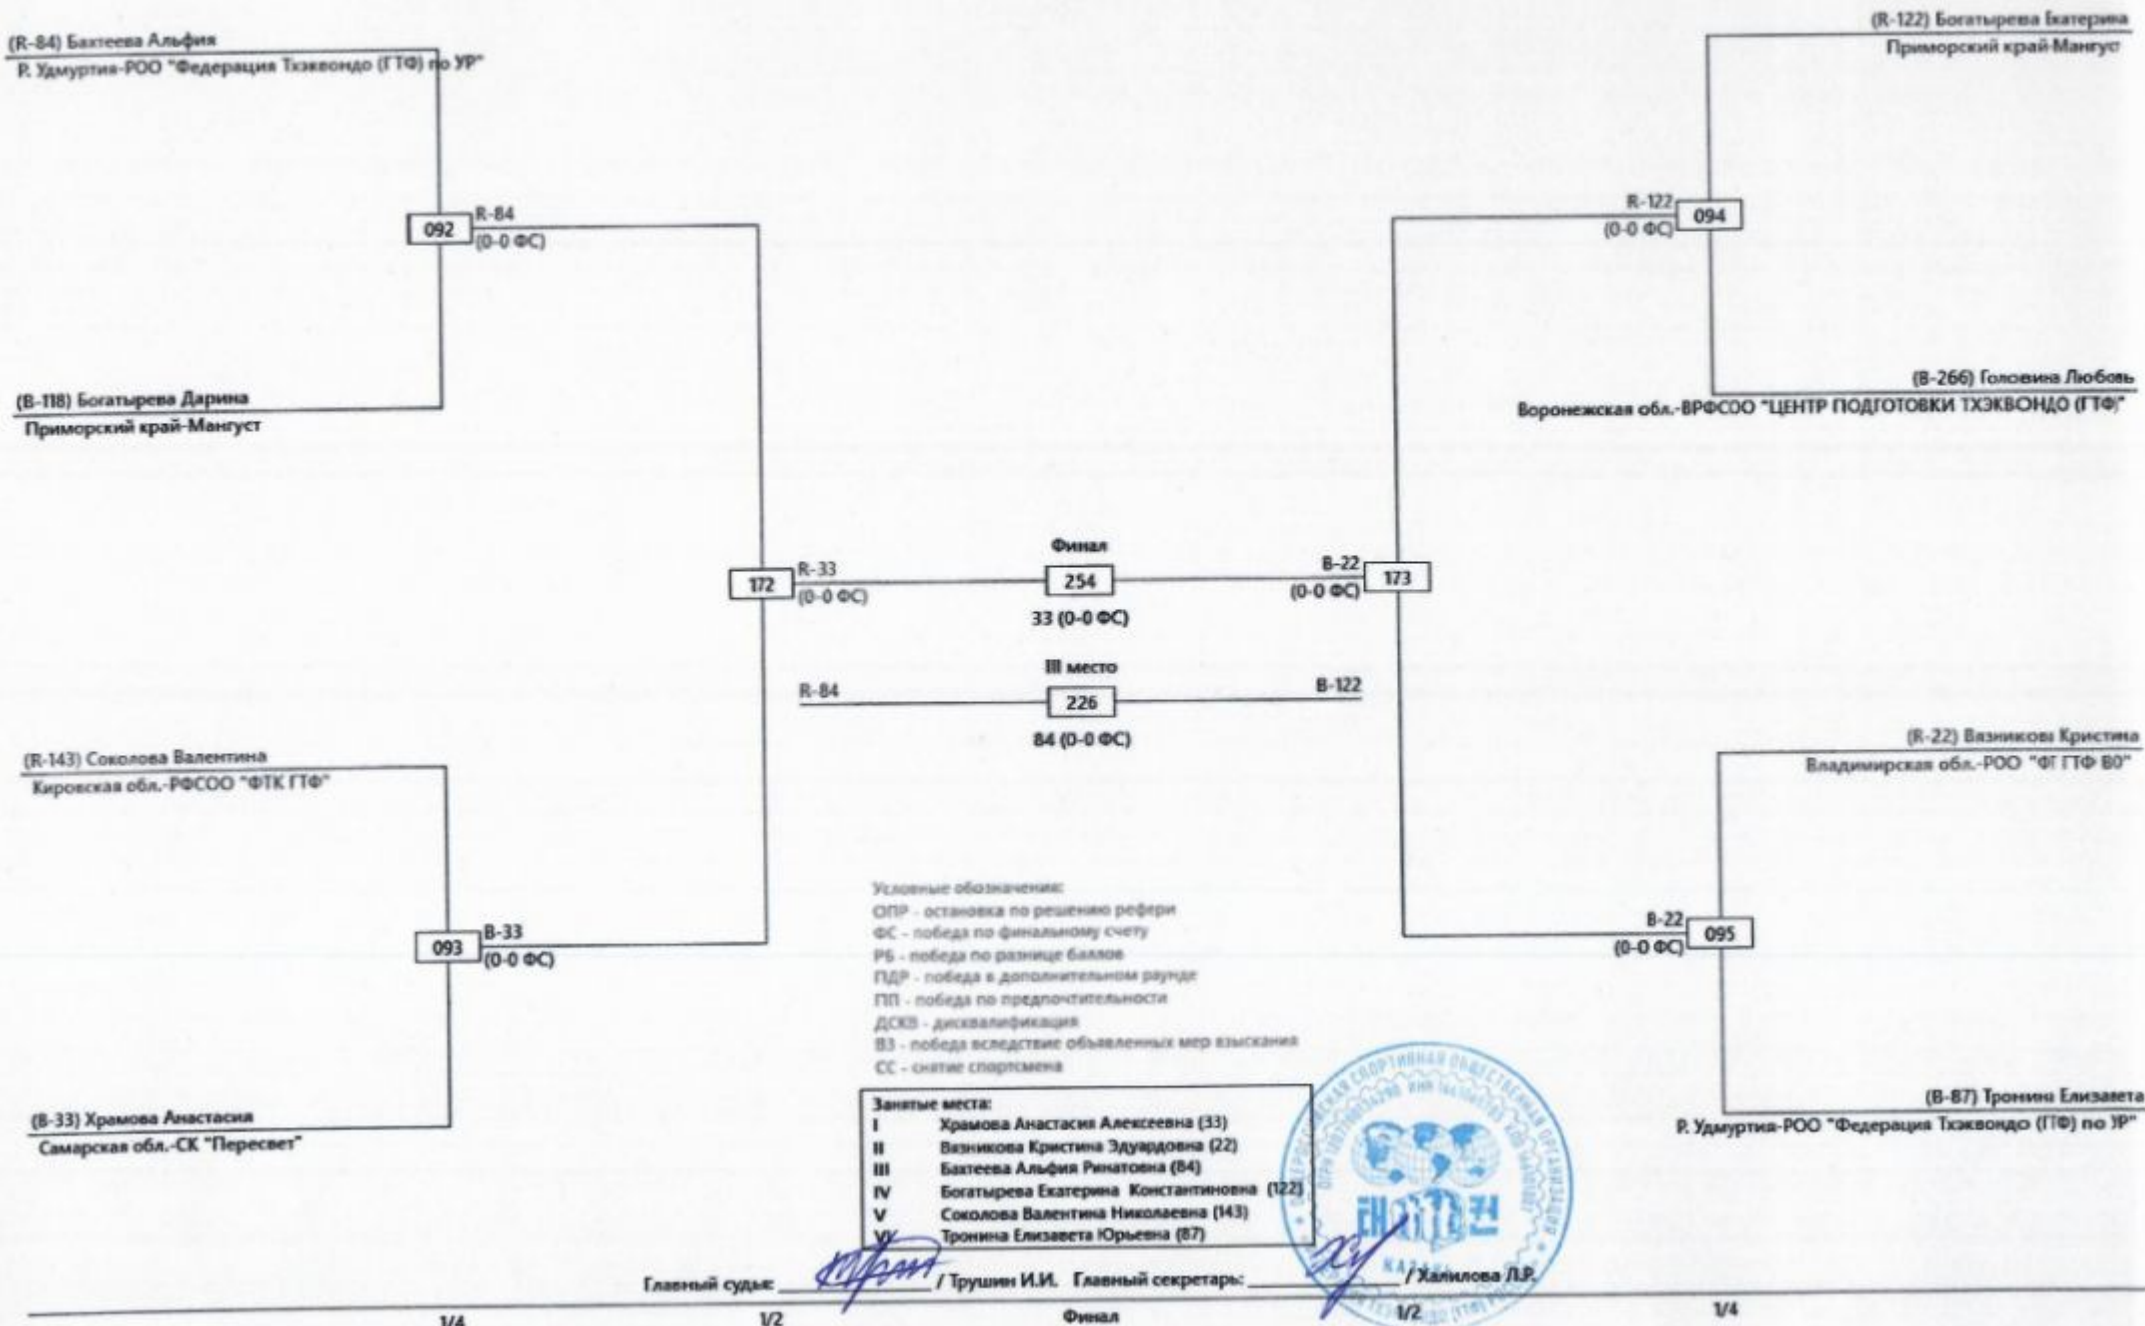 (R-84) Бахтеева Альфия
Р. Удмуртия-РОО "Федерация Тхэквондо (ГТФ) по УР"
(R-122) Богатырева Екатерина
Приморский край-Мангуст
092
R-84
(0-0 ФС)
R-122
(0-0 ФС)
094
(B-118) Богатырева Дарина
Приморский край-Мангуст
(B-266) Головина Любовь
Воронежская обл.-ВРФСОО "ЦЕНТР ПОДГОТОВКИ ТХЭКВОНДО (ГТФ)"
172
R-33
(0-0 ФС)
Финал
254
33 (0-0 ФС)
B-22
(0-0 ФС)
173
III место
R-84
226
B-122
84 (0-0 ФС)
(R-143) Соколова Валентина
Кировская обл.-РФСОО "ФТК ГТФ"
(R-22) Вязникова Кристина
Владимирская обл.-РОО "ФГ ГТФ ВО"
093
B-33
(0-0 ФС)
B-22
(0-0 ФС)
095
Условные обозначения:
ОПР - остановка по решению рефери
ФС - победа по финальному счету
РБ - победа по разнице баллов
ПДР - победа в дополнительном раунде
ПП - победа по предпочтительности
ДСКВ - дисквалификация
ВЗ - победа вследствие объявленных мер взыскания
СС - снятие спортсмена
(B-33) Храмова Анастасия
Самарская обл.-СК "Пересвет"
(B-87) Тронина Елизавета
Р. Удмуртия-РОО "Федерация Тхэквондо (ГТФ) по УР"
Занятые места:
I Храмова Анастасия Алексеевна (33)
II Вязникова Кристина Эдуардовна (22)
III Бахтеева Альфия Ринатовна (84)
IV Богатырева Екатерина Константиновна (122)
V Соколова Валентина Николаевна (143)
VI Тронина Елизавета Юрьевна (87)
Главный судья: / Трушин И.И. Главный секретарь: / Халилова Л.Р.
1/4 1/2 Финал 1/2 1/4